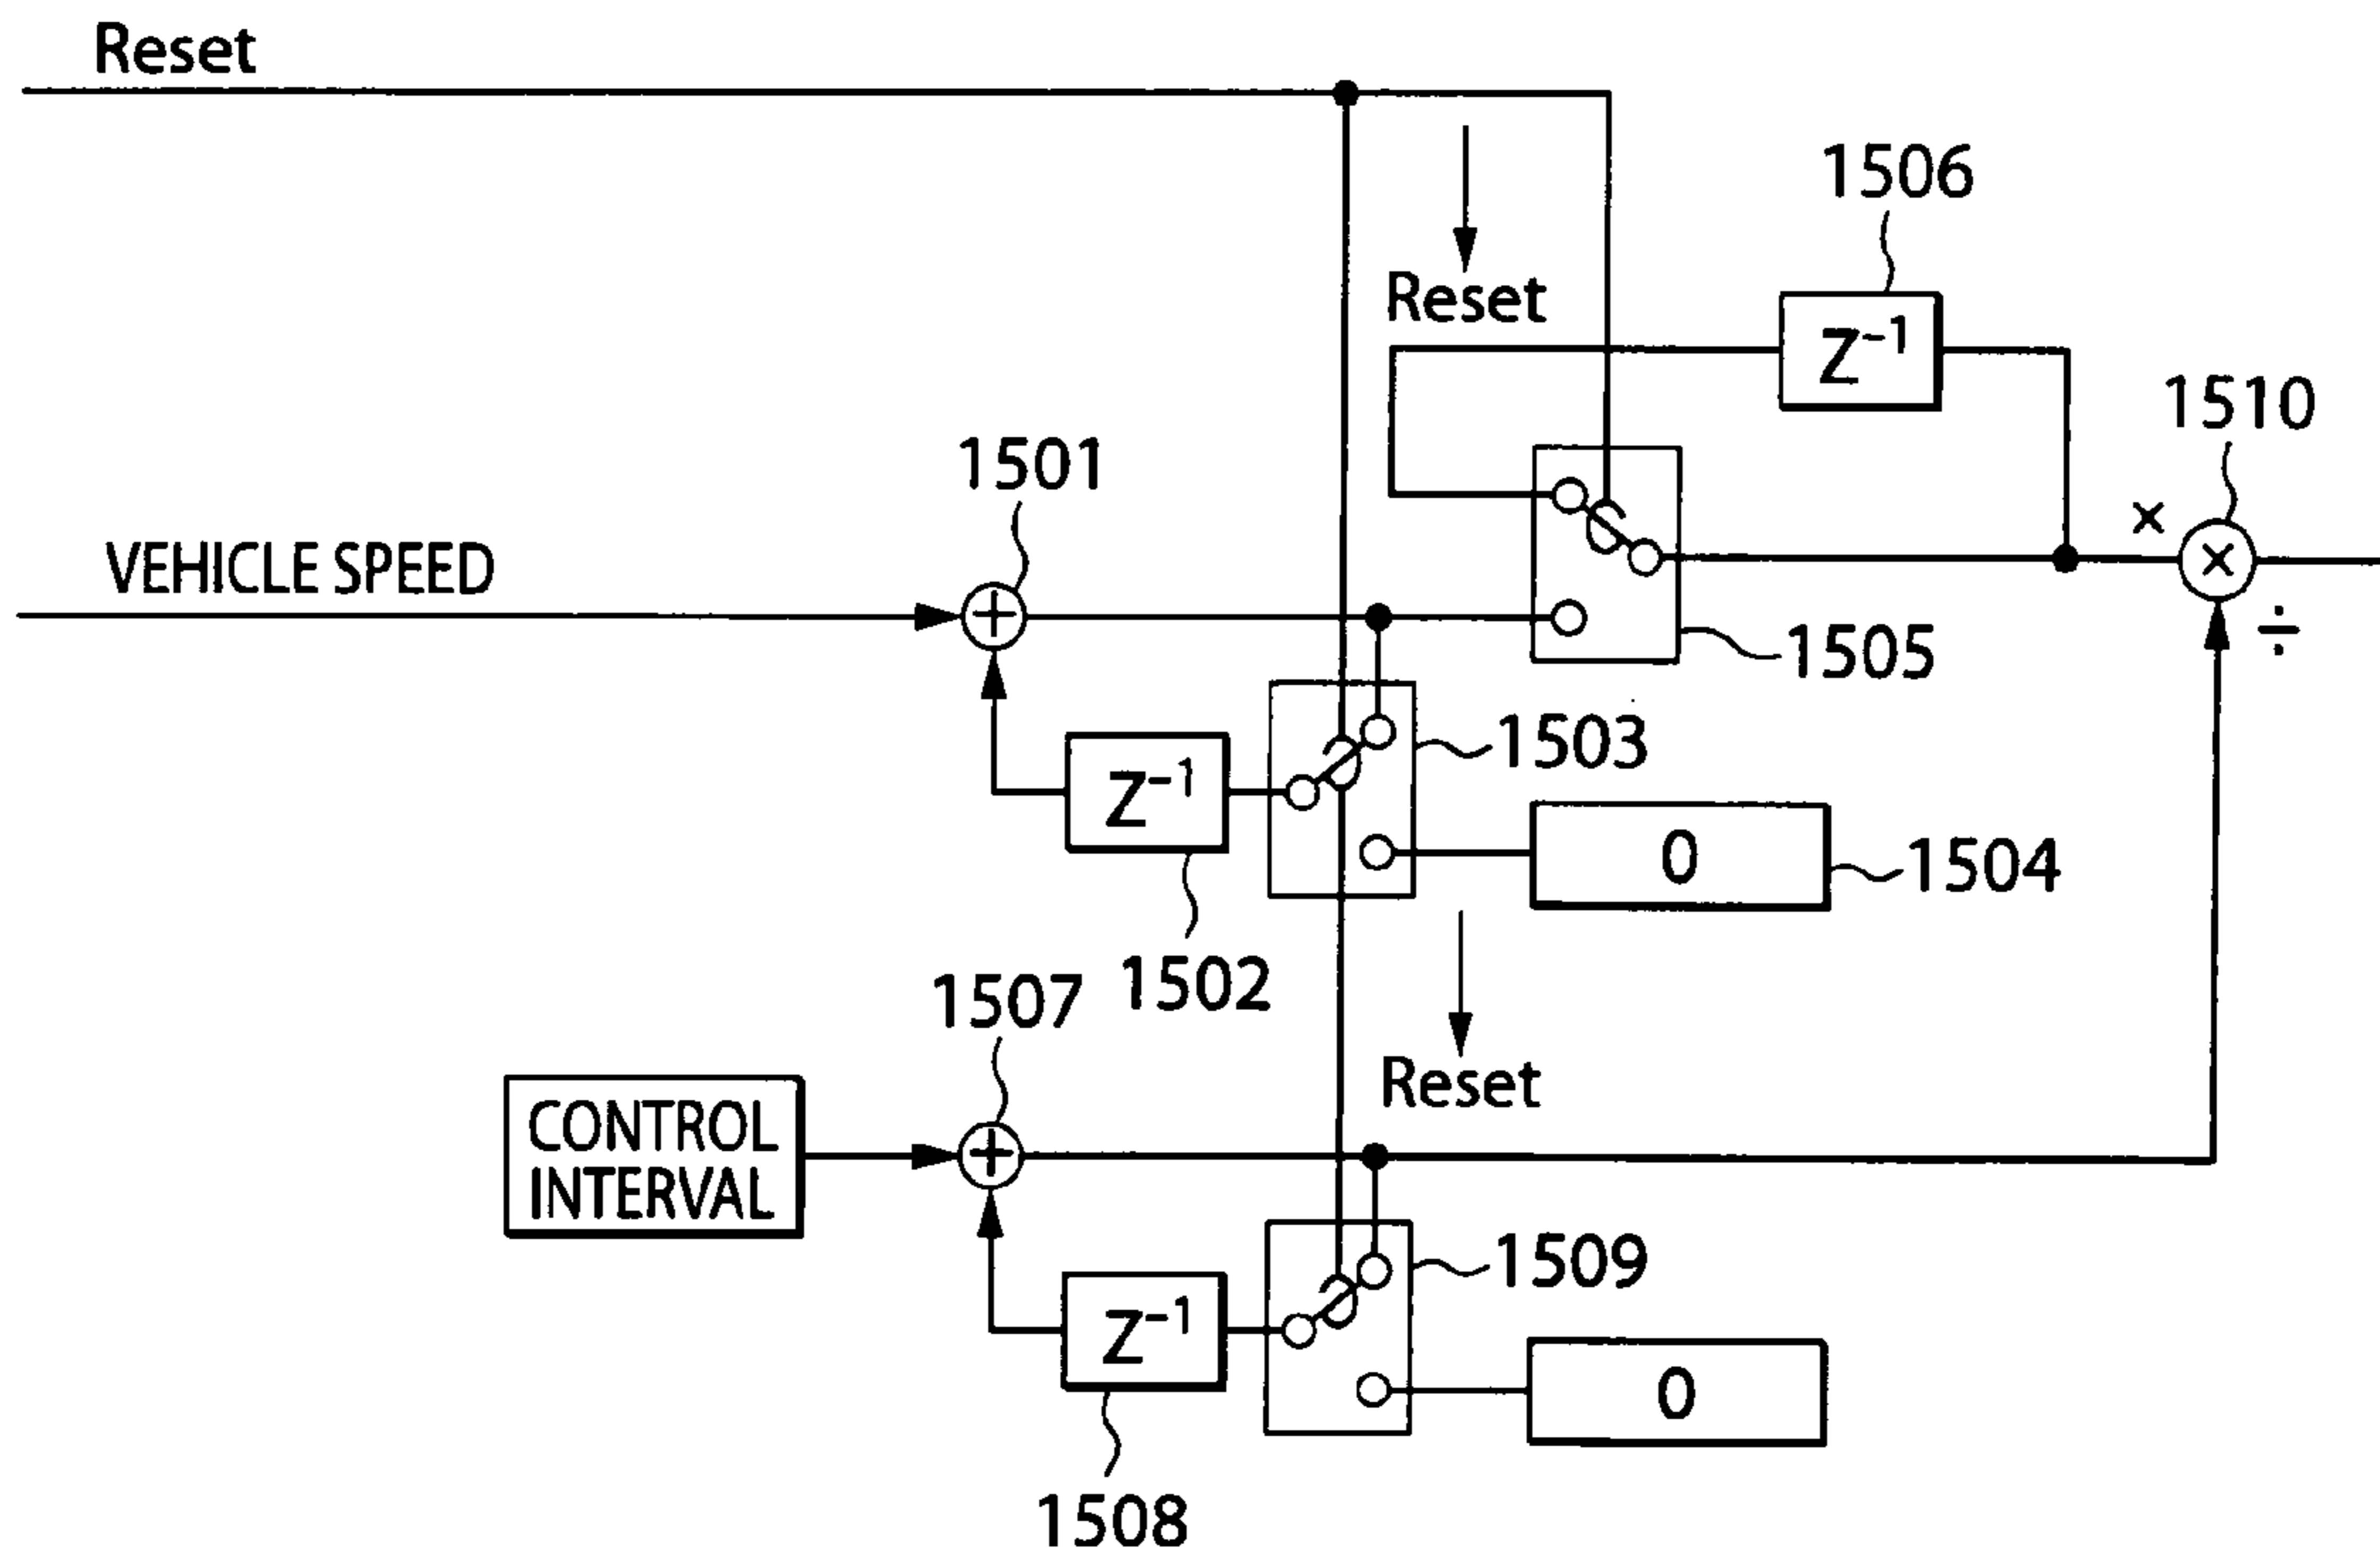 Reset
1506
Reset
Z⁻¹
1510
1501
×
VEHICLE SPEED
+
×
÷
1505
1503
Z⁻¹
0
1504
1502
1507
Reset
CONTROL
INTERVAL
+
1509
Z⁻¹
0
1508